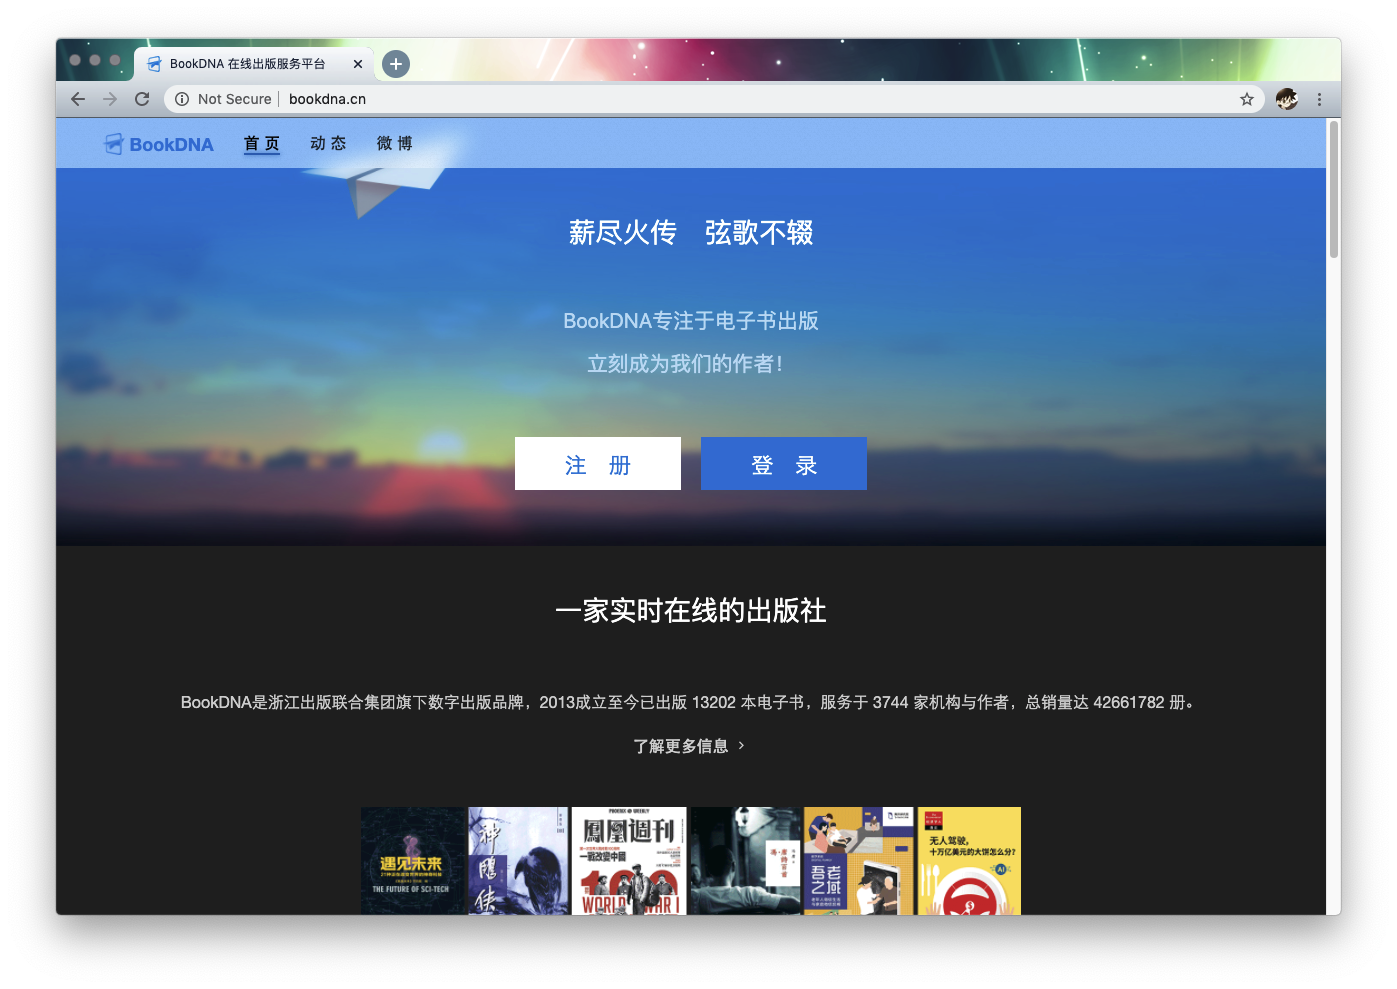 BookDNA 在线出版服务平台
Not Secure
bookdna.cn
BookDNA
首页
动态
微博
薪尽火传 弦歌不辍
BookDNA专注于电子书出版
立刻成为我们的作者！
注 册
登 录
一家实时在线的出版社
BookDNA是浙江出版联合集团旗下数字出版品牌，2013成立至今已出版 13202 本电子书，服务于 3744 家机构与作者，总销量达 42661782 册。
了解更多信息
遇见未来
THE FUTURE OF SCI-TECH
神雕侠
PHOENIX WEEKLY
鳳凰週刊
一戰改變中國
100
WORLD WAR I
吾老之域
无人驾驶，
十万亿美元的大饼怎么分？
AI